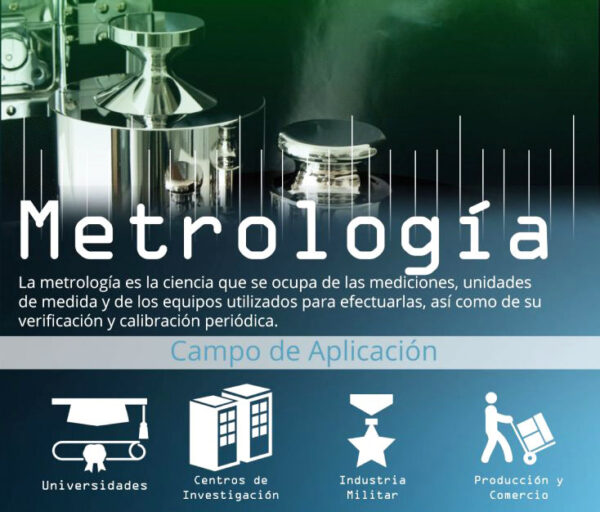 Metrología
La metrología es la ciencia que se ocupa de las mediciones, unidades
de medida y de los equipos utilizados para efectuarlas, así como de su
verificación y calibración periódica.
Campo de Aplicación
Universidades
Centros de
Investigación
Industria
Militar
Producción y
Comercio